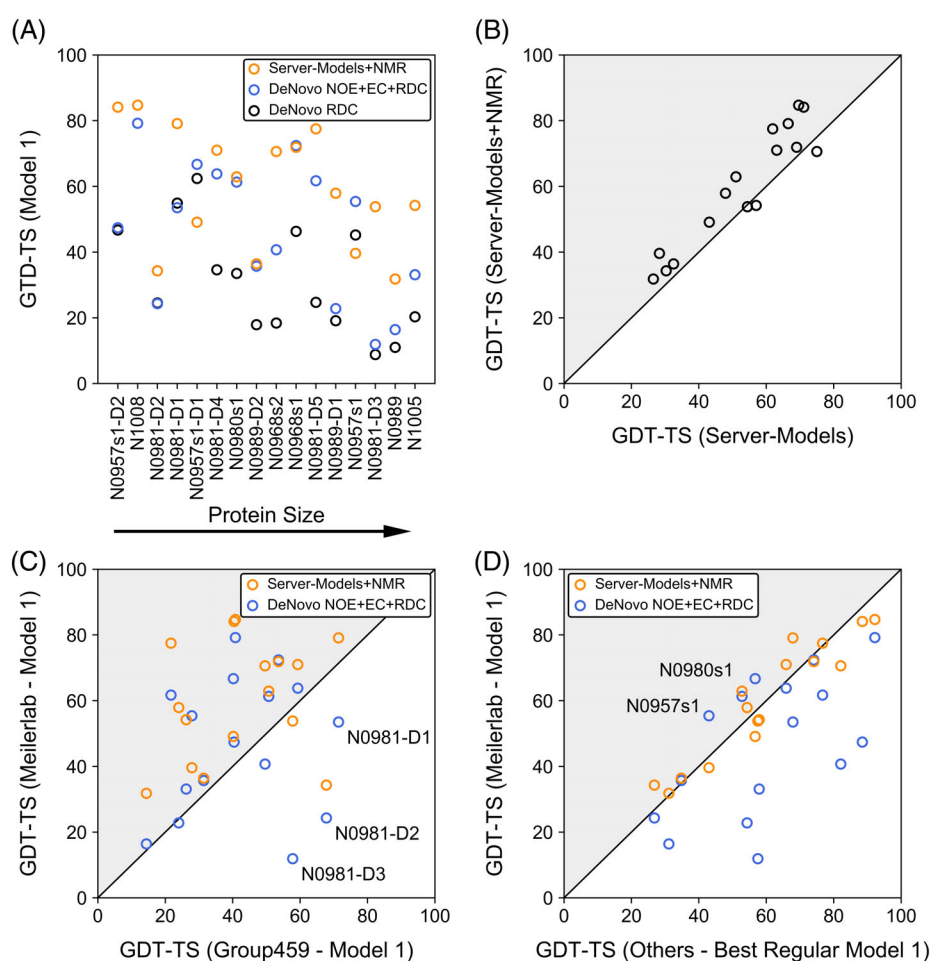 (A)
GTD-TS (Model 1)
100
80
60
40
20
0
Server-Models+NMR
DeNovo NOE+EC+RDC
DeNovo RDC
N0957s1-D2
N1008
N0981-D2
N0981-D1
N0957s1-D1
N0981-D4
N0980s1
N0989-D2
N0968s2
N0968s1
N0981-D5
N0989-D1
N0957s1
N0981-D3
N0989
N1005
Protein Size
(B)
GDT-TS (Server-Models+NMR)
100
80
60
40
20
0
0 20 40 60 80 100
GDT-TS (Server-Models)
(C)
GDT-TS (Meilerlab - Model 1)
100
80
60
40
20
0
Server-Models+NMR
DeNovo NOE+EC+RDC
N0981-D1
N0981-D2
N0981-D3
0 20 40 60 80 100
GDT-TS (Group459 - Model 1)
(D)
GDT-TS (Meilerlab - Model 1)
100
80
60
40
20
0
Server-Models+NMR
DeNovo NOE+EC+RDC
N0980s1
N0957s1
0 20 40 60 80 100
GDT-TS (Others - Best Regular Model 1)